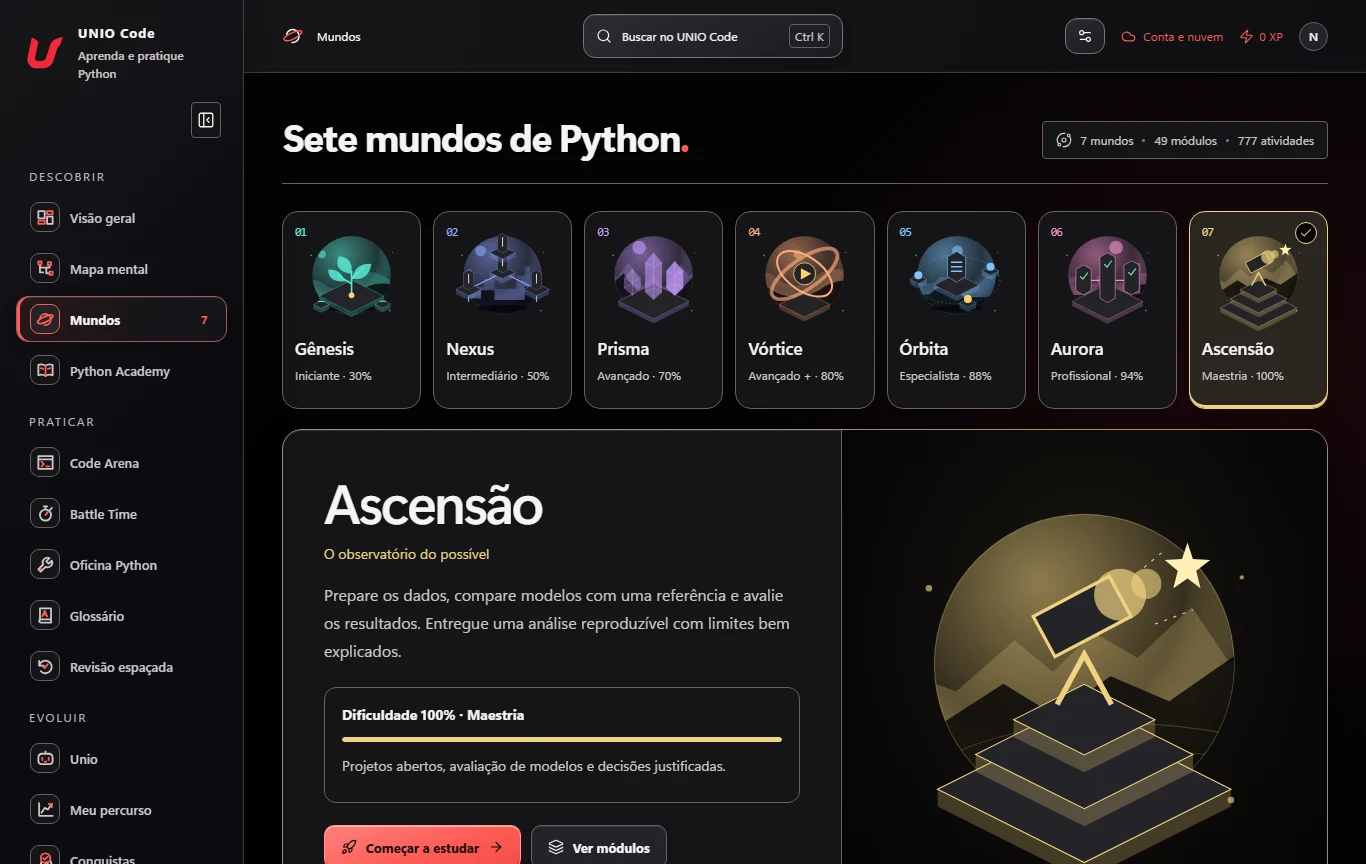 UNIO Code
Aprenda e pratique
Python
DESCOBRIR
Visão geral
Mapa mental
Mundos 7
Python Academy
PRATICAR
Code Arena
Battle Time
Oficina Python
Glossário
Revisão espaçada
EVOLUIR
Unio
Meu percurso
Conquistas
Mundos
Buscar no UNIO Code Ctrl K
Conta e nuvem
0 XP
N
Sete mundos de Python.
7 mundos • 49 módulos • 777 atividades
01
Gênesis
Iniciante · 30%
02
Nexus
Intermediário · 50%
03
Prisma
Avançado · 70%
04
Vórtice
Avançado + · 80%
05
Órbita
Especialista · 88%
06
Aurora
Profissional · 94%
07
Ascensão
Maestria · 100%
Ascensão
O observatório do possível
Prepare os dados, compare modelos com uma referência e avalie
os resultados. Entregue uma análise reproduzível com limites bem
explicados.
Dificuldade 100% · Maestria
Projetos abertos, avaliação de modelos e decisões justificadas.
Começar a estudar
Ver módulos